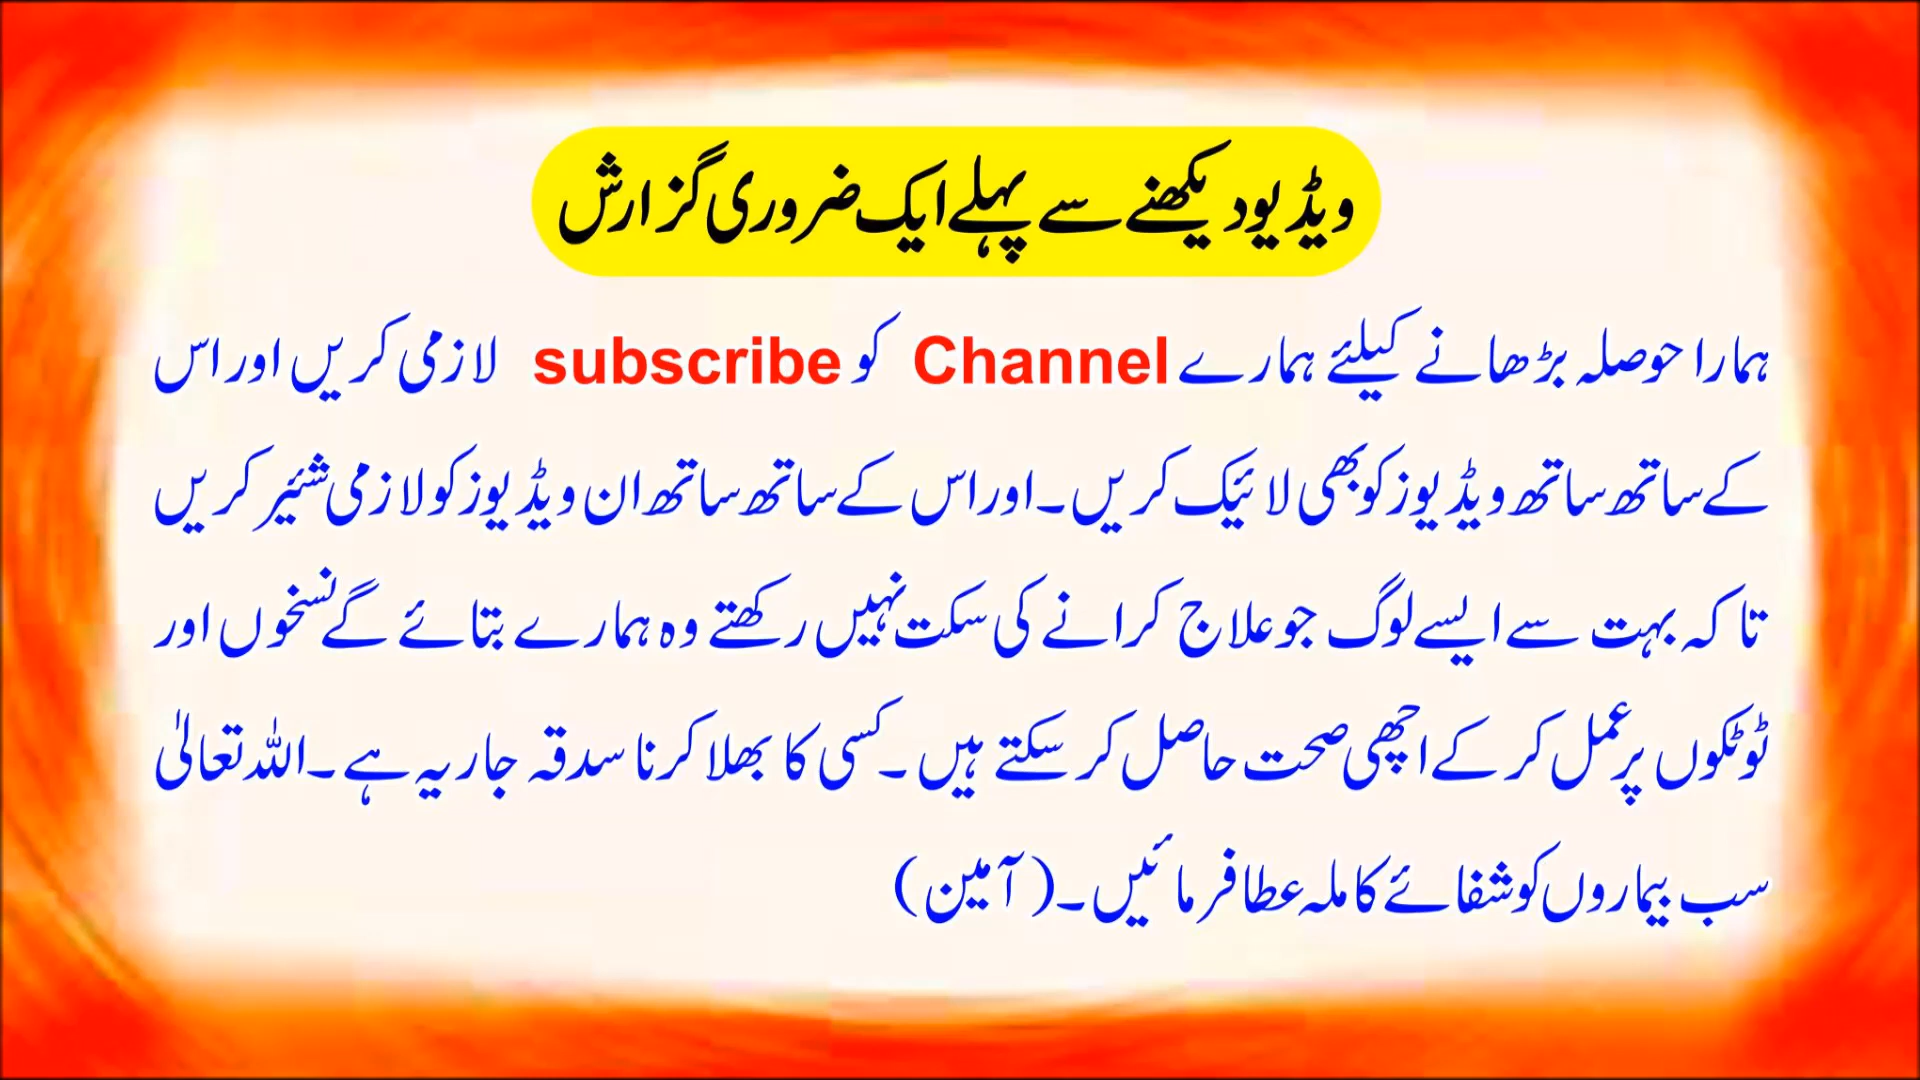 ویڈیو دیکھنے سے پہلے ایک ضروری گزارش
ہمارا حوصلہ بڑھانے کیلئے ہمارے Channel کو subscribe لازمی کریں اور اس
کے ساتھ ساتھ ویڈیوز کو بھی لائیک کریں۔ اور اس کے ساتھ ساتھ ان ویڈیوز کو لازمی شئیر کریں
تاکہ بہت سے ایسے لوگ جو علاج کرانے کی سکت نہیں رکھتے وہ ہمارے بتائے گے نسخوں اور
ٹوٹکوں پر عمل کر کے اچھی صحت حاصل کر سکتے ہیں۔ کسی کا بھلا کرنا سدقہ جاریہ ہے۔ اللہ تعالیٰ
سب بیماروں کو شفائے کاملہ عطا فرمائیں۔ (آمین)